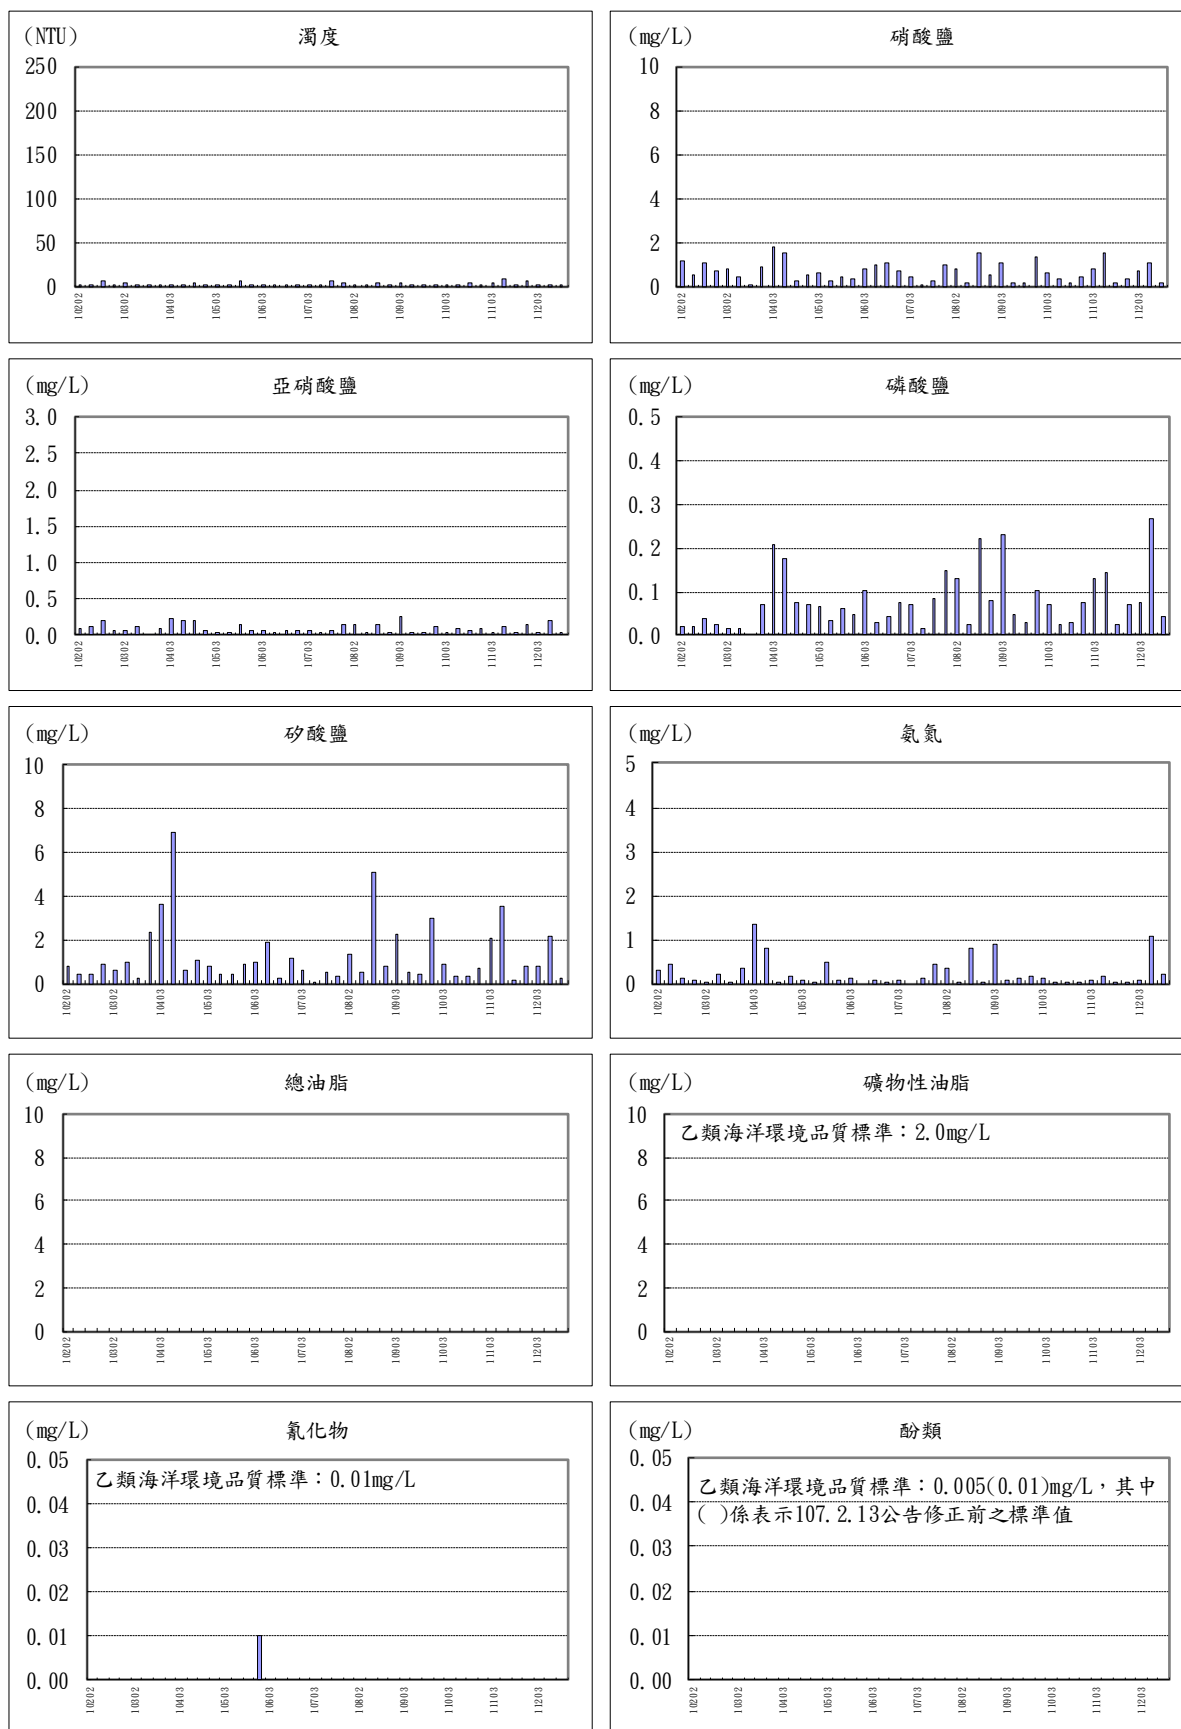 (NTU) 濁度
250
200
150
100
50
0
10202 10302 10403 10503 10603 10703 10802 10903 11003 11103 11203
(mg/L) 硝酸鹽
10
8
6
4
2
0
10202 10302 10403 10503 10603 10703 10802 10903 11003 11103 11203
(mg/L) 亞硝酸鹽
3.0
2.5
2.0
1.5
1.0
0.5
0.0
10202 10302 10403 10503 10603 10703 10802 10903 11003 11103 11203
(mg/L) 磷酸鹽
0.5
0.4
0.3
0.2
0.1
0.0
10202 10302 10403 10503 10603 10703 10802 10903 11003 11103 11203
(mg/L) 矽酸鹽
10
8
6
4
2
0
10202 10302 10403 10503 10603 10703 10802 10903 11003 11103 11203
(mg/L) 氨氮
5
4
3
2
1
0
10202 10302 10403 10503 10603 10703 10802 10903 11003 11103 11203
(mg/L) 總油脂
10
8
6
4
2
0
10202 10302 10403 10503 10603 10703 10802 10903 11003 11103 11203
(mg/L) 礦物性油脂
乙類海洋環境品質標準：2.0mg/L
10
8
6
4
2
0
10202 10302 10403 10503 10603 10703 10802 10903 11003 11103 11203
(mg/L) 氰化物
乙類海洋環境品質標準：0.01mg/L
0.05
0.04
0.03
0.02
0.01
0.00
10202 10302 10403 10503 10603 10703 10802 10903 11003 11103 11203
(mg/L) 酚類
乙類海洋環境品質標準：0.005(0.01)mg/L，其中
( )係表示107.2.13公告修正前之標準值
0.05
0.04
0.03
0.02
0.01
0.00
10202 10302 10403 10503 10603 10703 10802 10903 11003 11103 11203